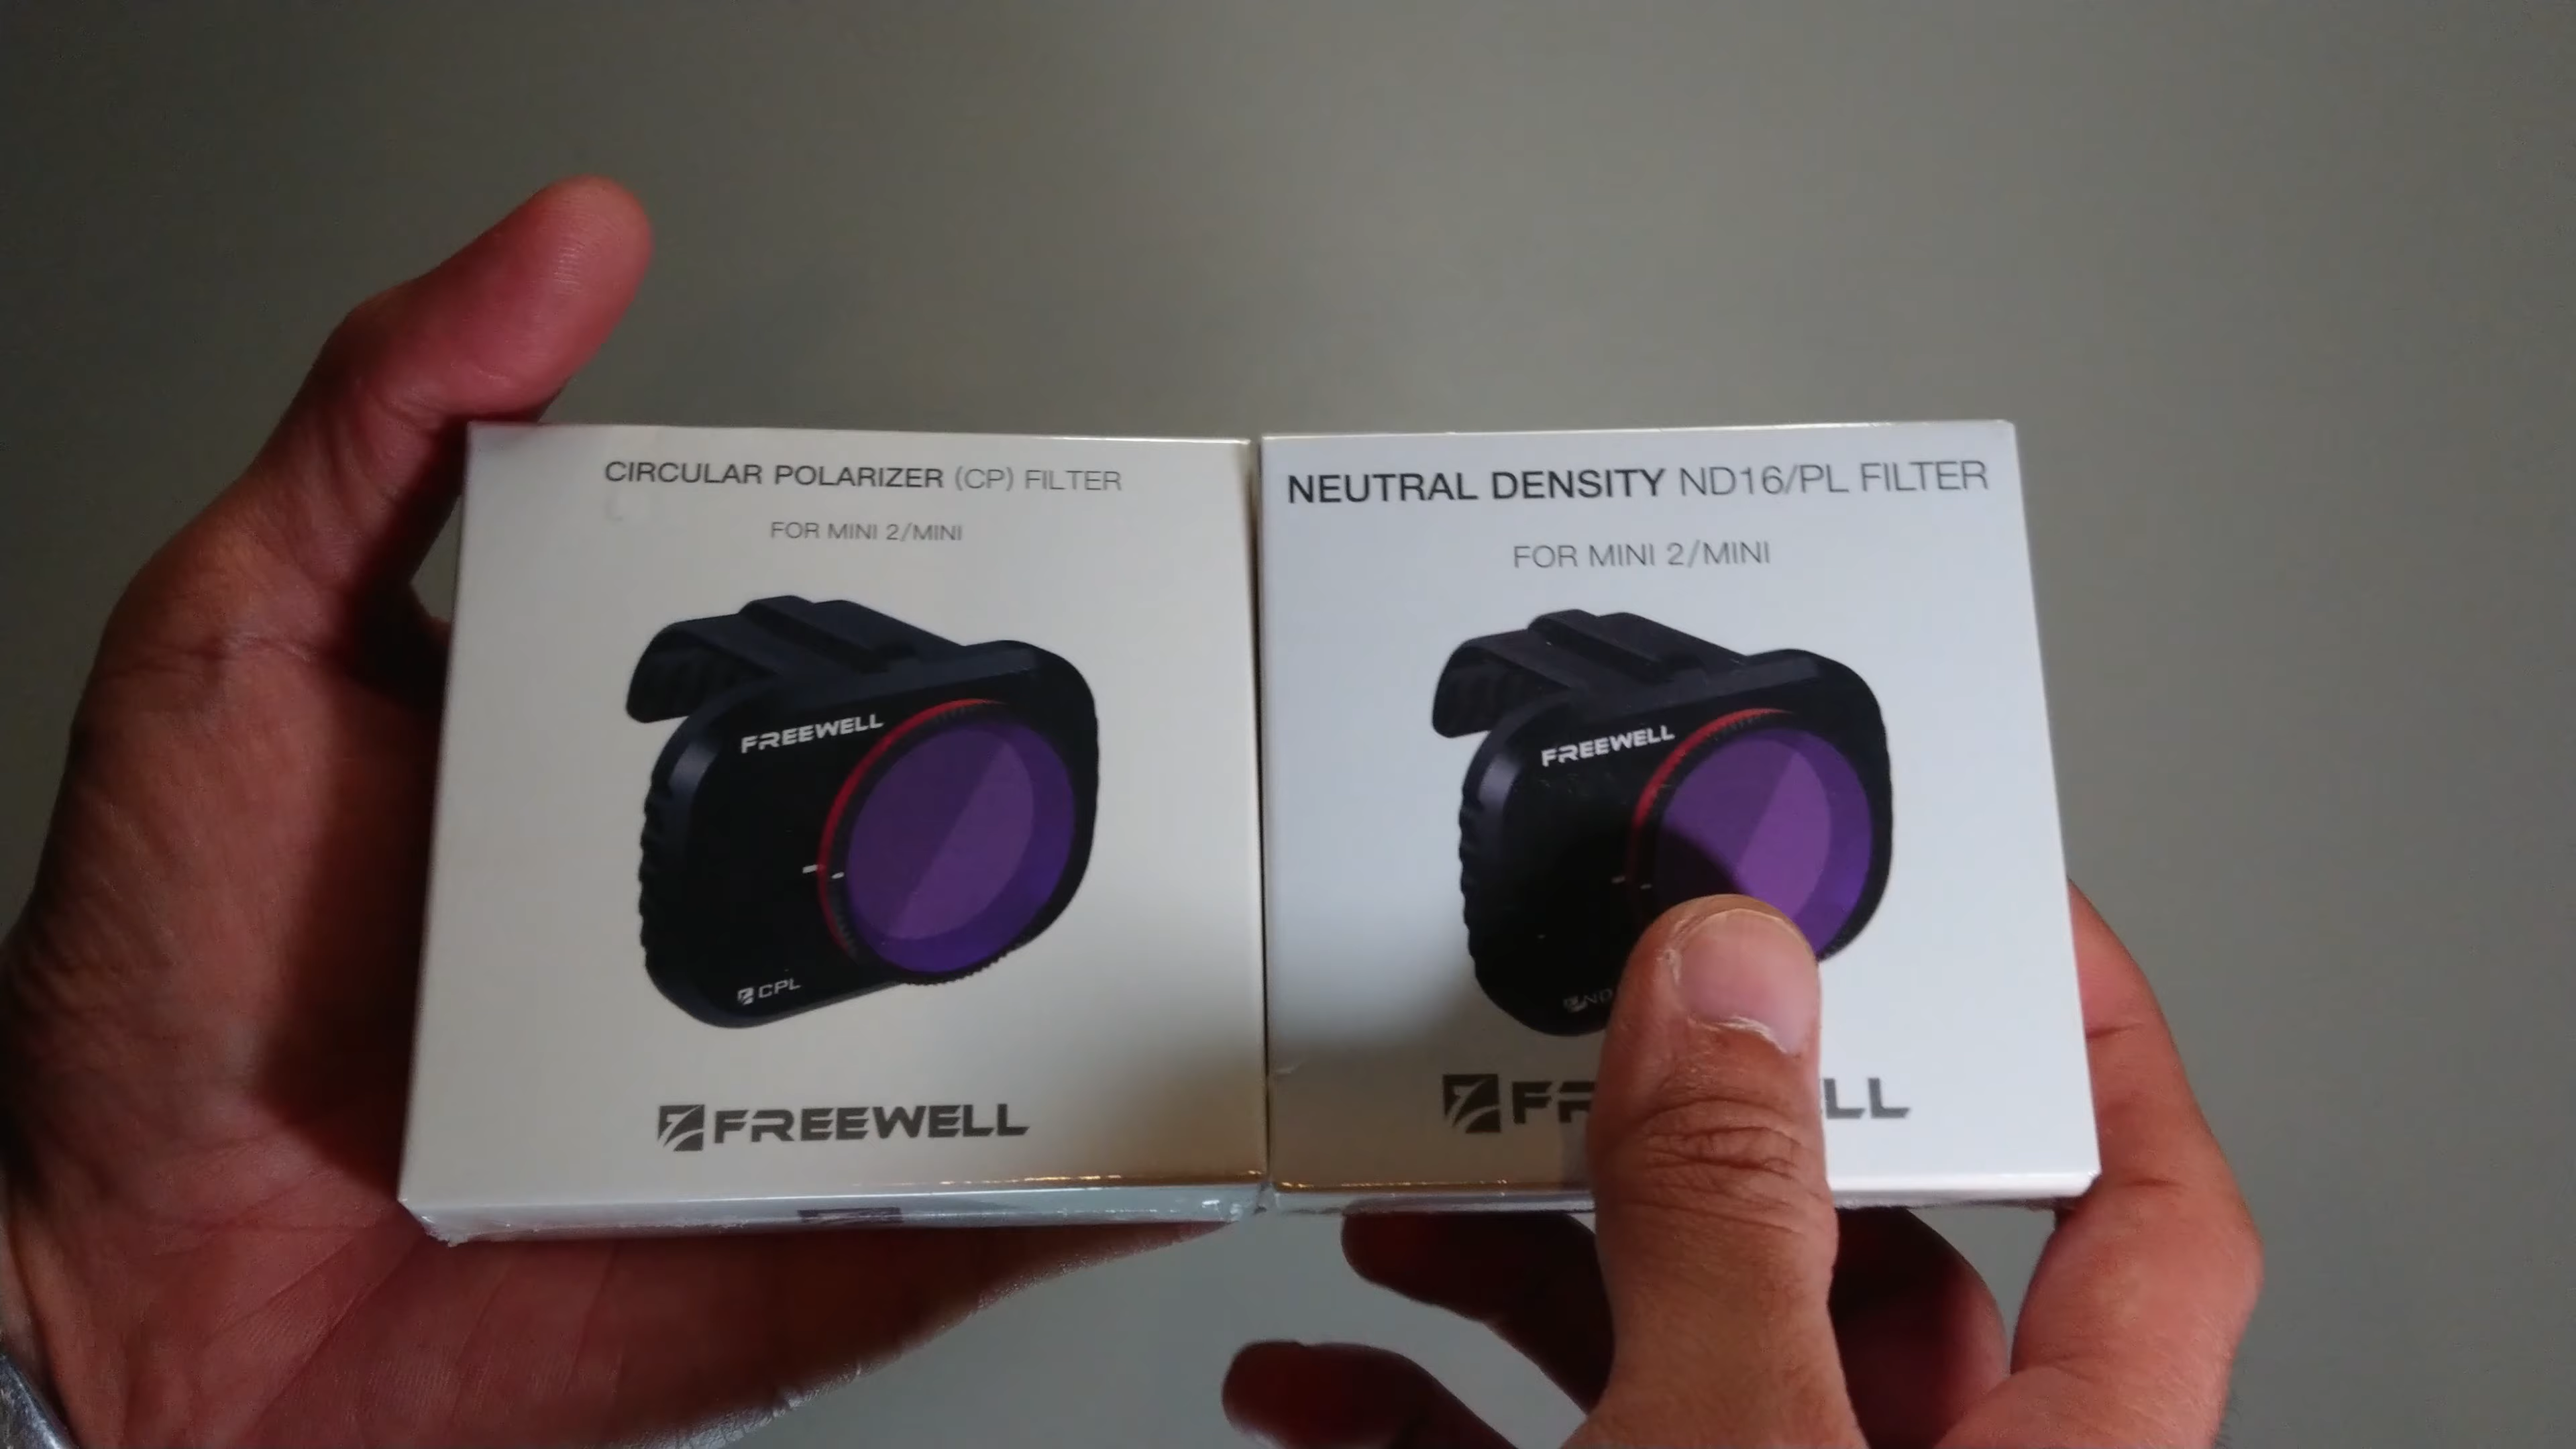 CIRCULAR POLARIZER (CP) FILTER
FOR MINI 2/MINI
FREEWELL
CPL
FREEWELL
NEUTRAL DENSITY ND16/PL FILTER
FOR MINI 2/MINI
FREEWELL